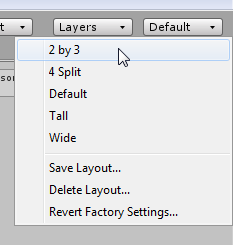 t Layers Default
2 by 3
4 Split
Default
Tall
Wide
Save Layout...
Delete Layout...
Revert Factory Settings...